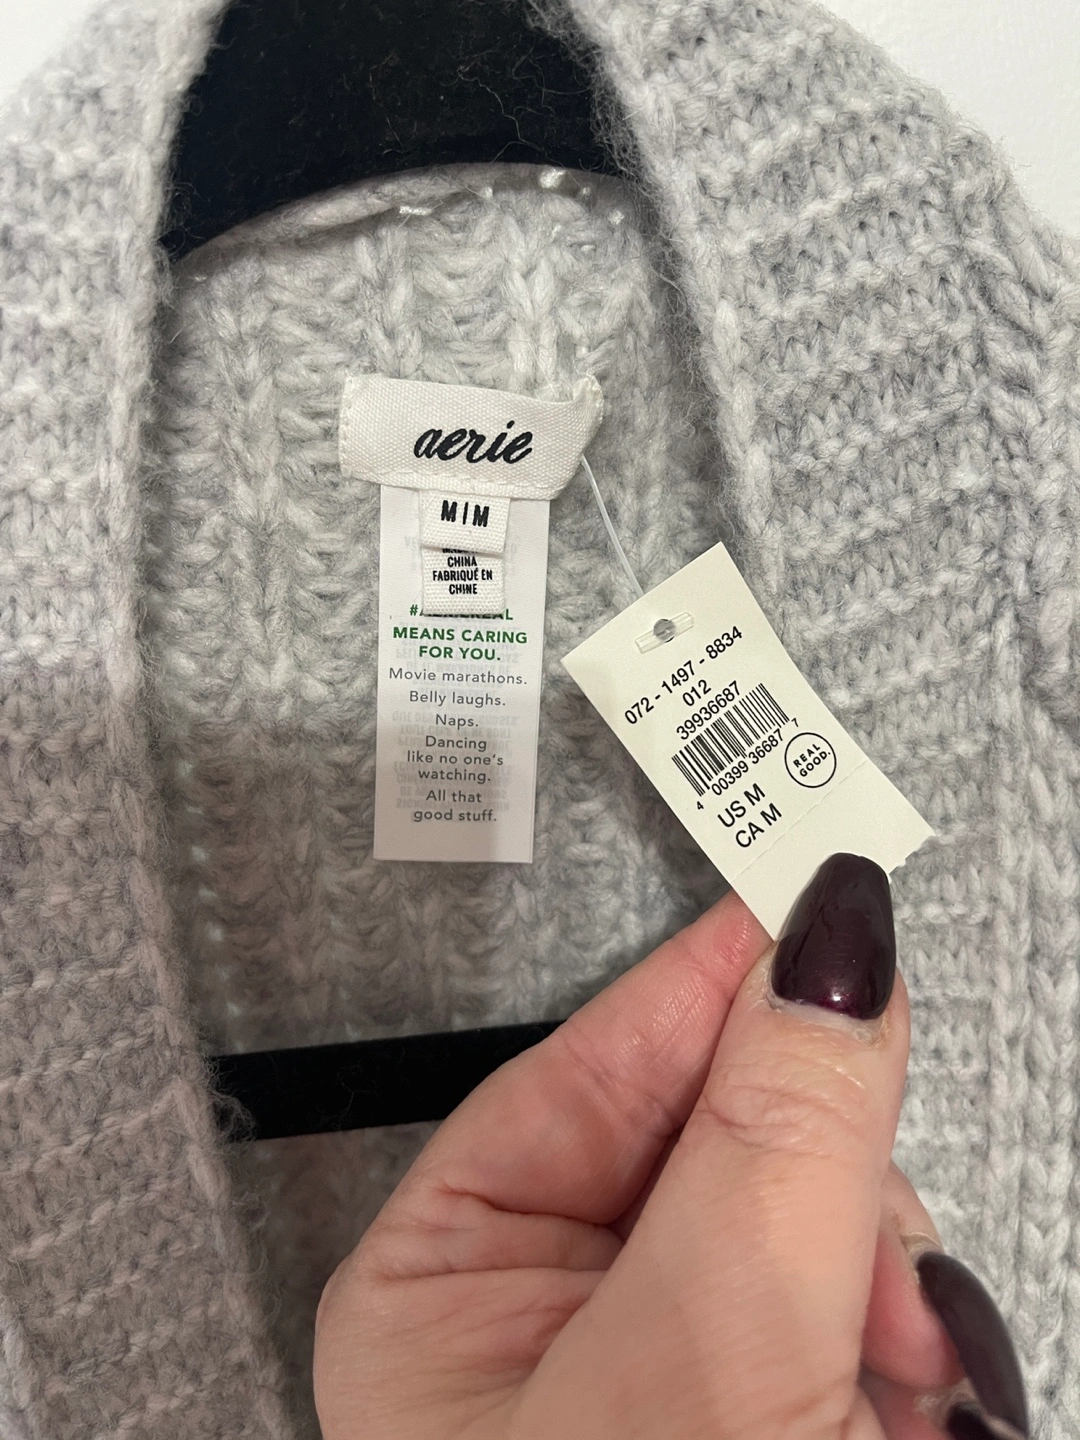 aerie
M|M
CHINA
FABRIQUÉ EN
CHINE
MEANS CARING
FOR YOU.
Movie marathons.
Belly laughs.
Naps.
Dancing
like no one's
watching.
All that
good stuff.
072 - 1497 - 8834
012
39936687
4 00399 36687 7
REAL
GOOD.
US M
CA M